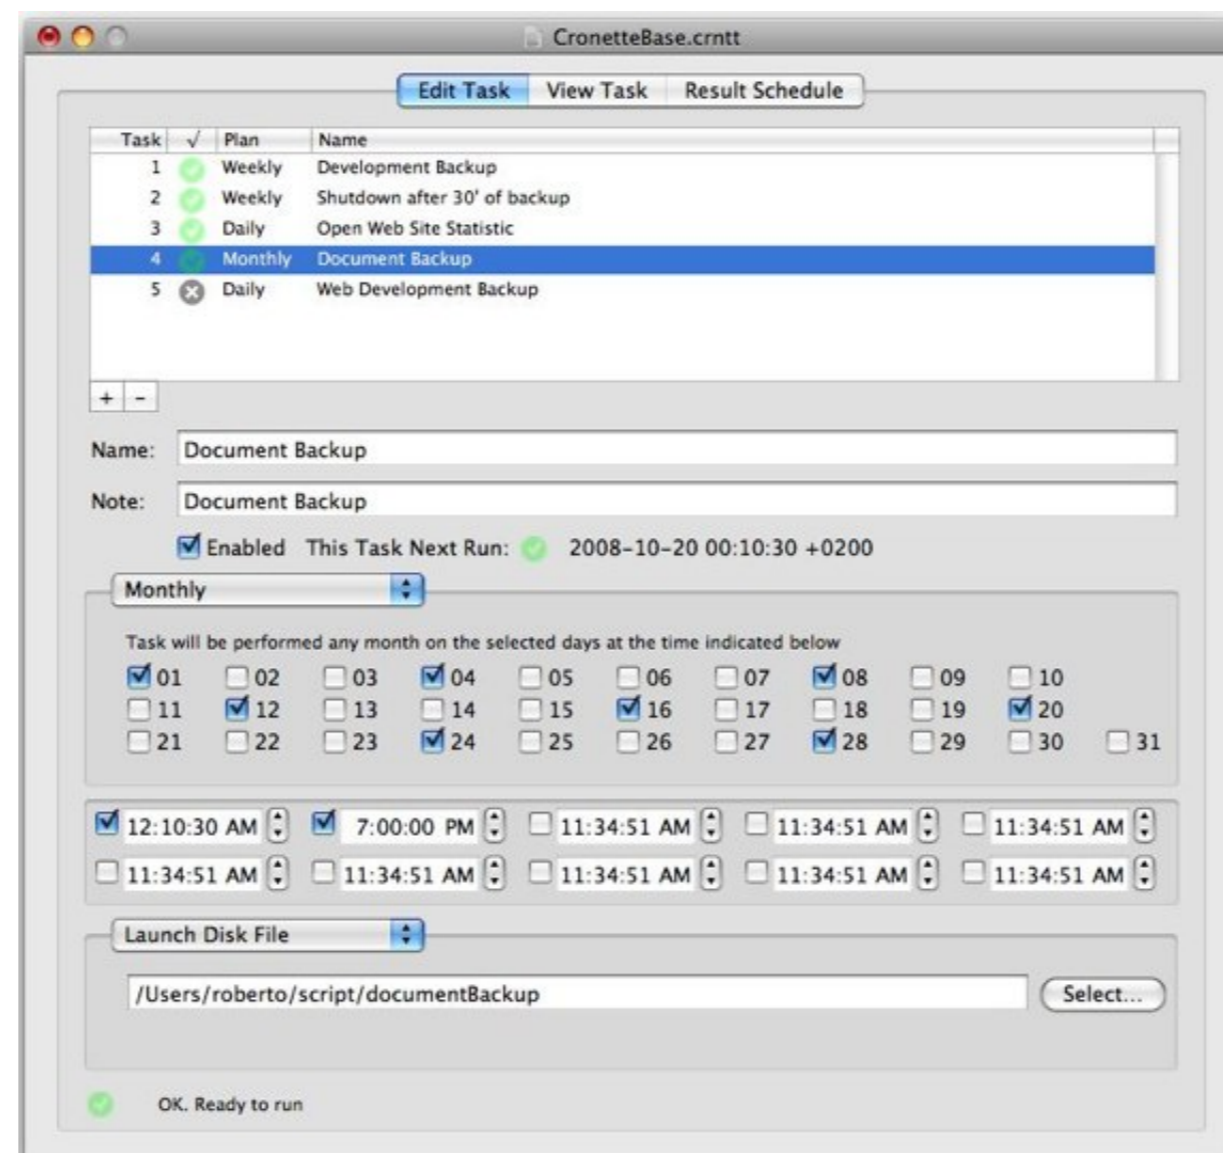 CronetteBase.crntt
Edit Task View Task Result Schedule
Task √ Plan Name
1 Weekly Development Backup
2 Weekly Shutdown after 30' of backup
3 Daily Open Web Site Statistic
4 Monthly Document Backup
5 Daily Web Development Backup
+ -
Name: Document Backup
Note: Document Backup
Enabled This Task Next Run: 2008-10-20 00:10:30 +0200
Monthly
Task will be performed any month on the selected days at the time indicated below
01 02 03 04 05 06 07 08 09 10
11 12 13 14 15 16 17 18 19 20
21 22 23 24 25 26 27 28 29 30 31
12:10:30 AM 7:00:00 PM 11:34:51 AM 11:34:51 AM 11:34:51 AM
11:34:51 AM 11:34:51 AM 11:34:51 AM 11:34:51 AM 11:34:51 AM
Launch Disk File
/Users/roberto/script/documentBackup Select...
OK. Ready to run